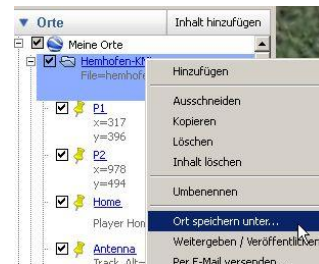 Orte
Inhalt hinzufügen
Meine Orte
Hemhofen-KM
File=hemhofe
P1
x=317
y=396
P2
x=978
y=494
Home
Player Hon
Antenna
Track, Alt=
Hinzufügen
Ausschneiden
Kopieren
Löschen
Inhalt löschen
Umbenennen
Ort speichern unter...
Weitergeben / Veröffentlichen
Per E-Mail versenden...